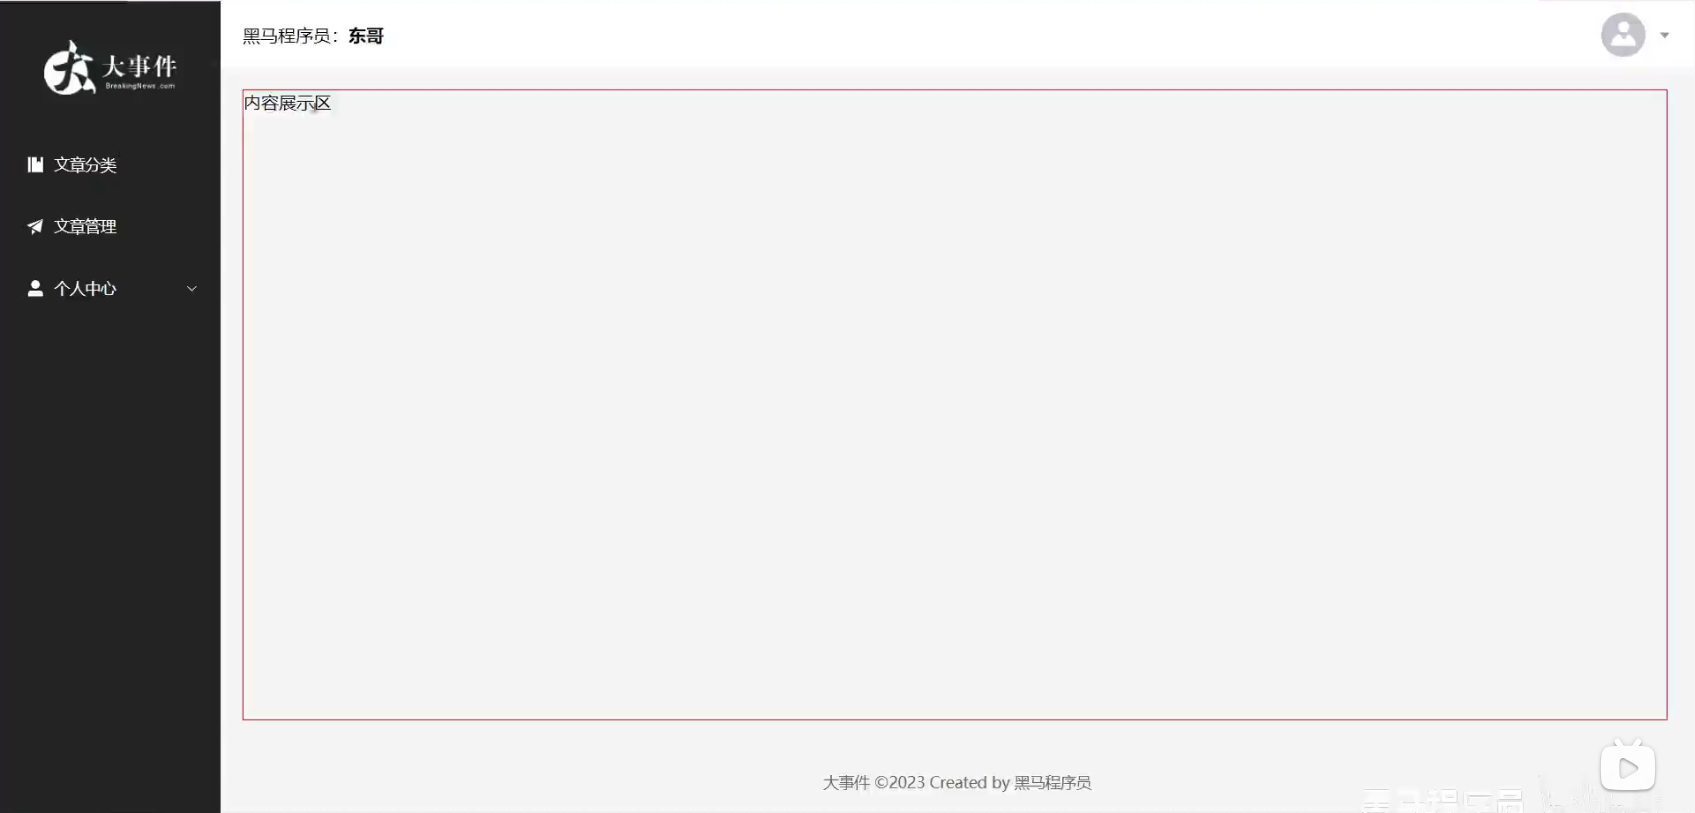 大事件
BreakingNews.com
文章分类
文章管理
个人中心
黑马程序员：东哥
内容展示区
大事件 ©2023 Created by 黑马程序员